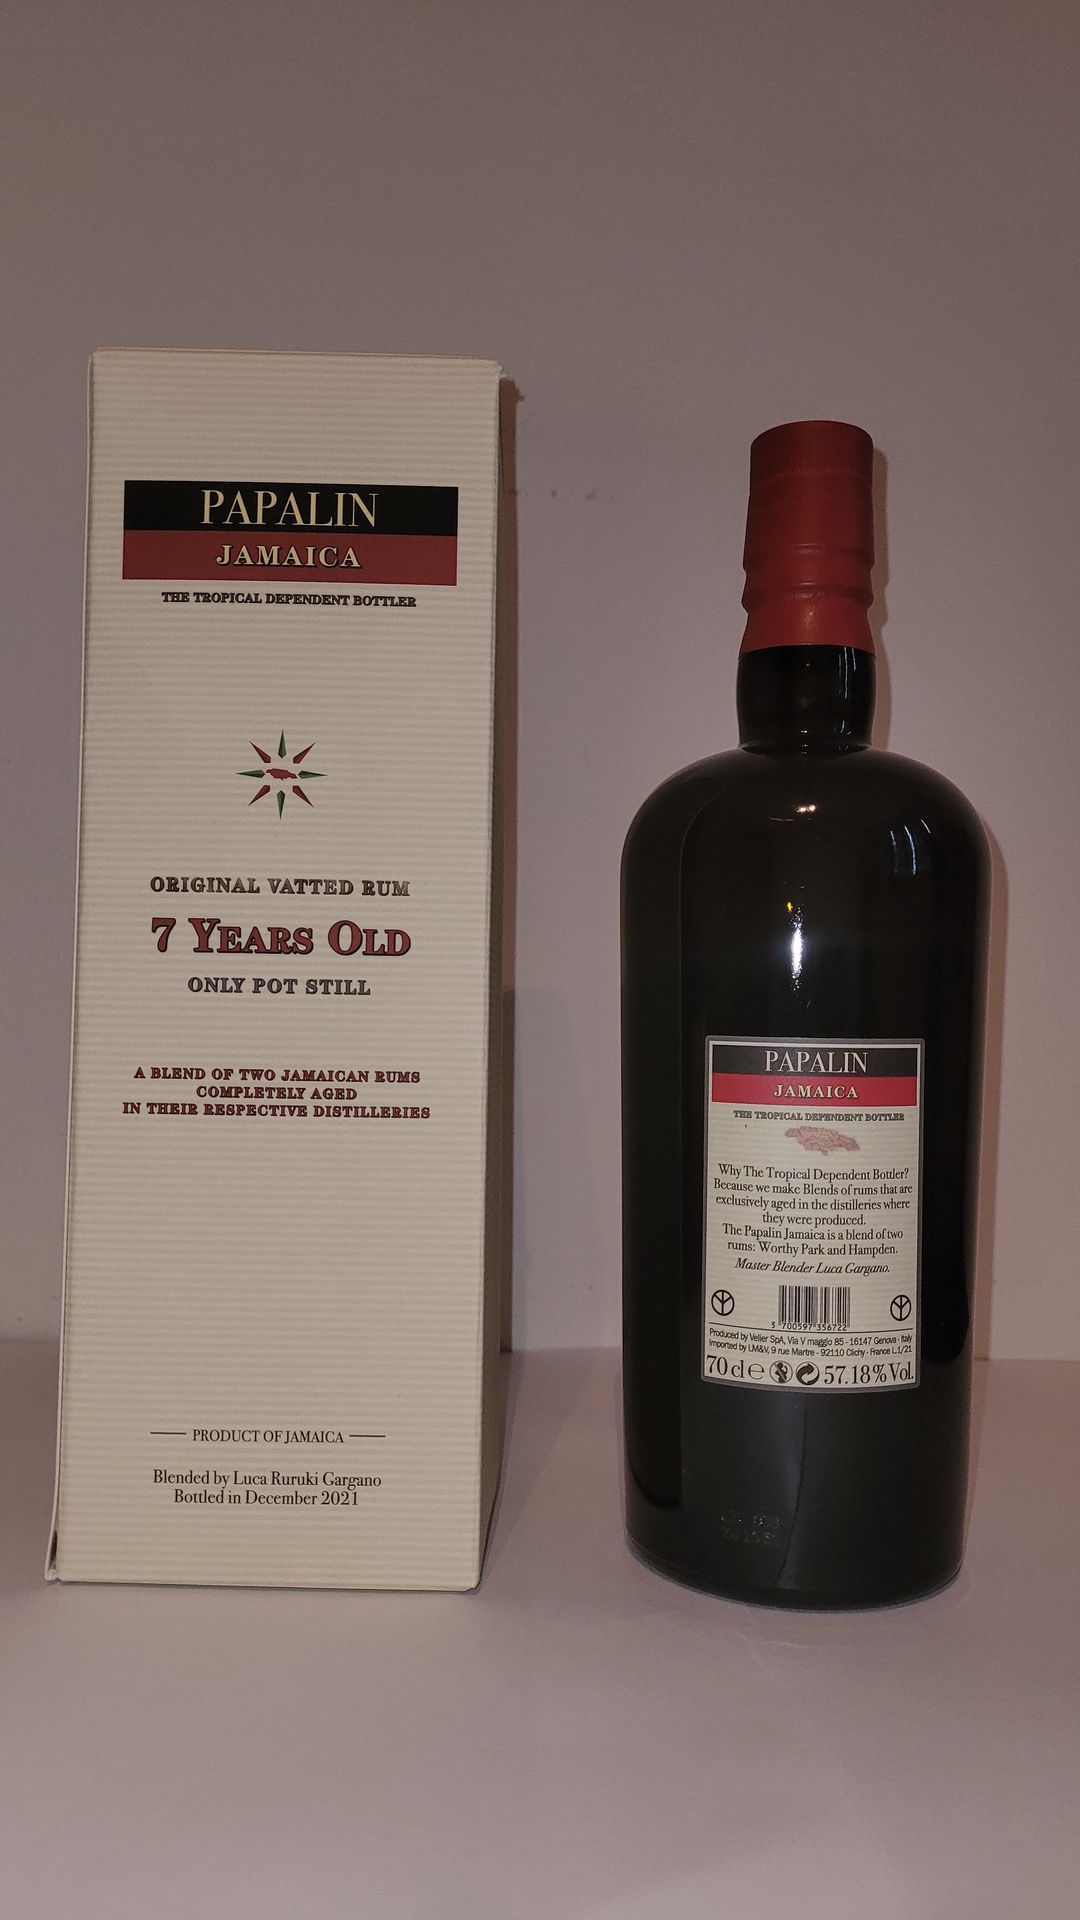 PAPALIN
JAMAICA
THE TROPICAL DEPENDENT BOTTLER
ORIGINAL VATTED RUM
7 YEARS OLD
ONLY POT STILL
A BLEND OF TWO JAMAICAN RUMS
COMPLETELY AGED
IN THEIR RESPECTIVE DISTILLERIES
PRODUCT OF JAMAICA
Blended by Luca Ruruki Gargano
Bottled in December 2021
PAPALIN
JAMAICA
THE TROPICAL DEPENDENT BOTTLER
Why The Tropical Dependent Bottler?
Because we make Blends of rums that are
exclusively aged in the distilleries where
they were produced.
The Papalin Jamaica is a blend of two
rums: Worthy Park and Hampden.
Master Blender Luca Gargano.
3 700597 356722
Produced by Velier SpA, Via V maggio 85 - 16147 Genova - Italy
Imported by LM&V, 9 rue Martre - 92110 Clichy - France L.1/21
70 cl ℮ 57.18% Vol.